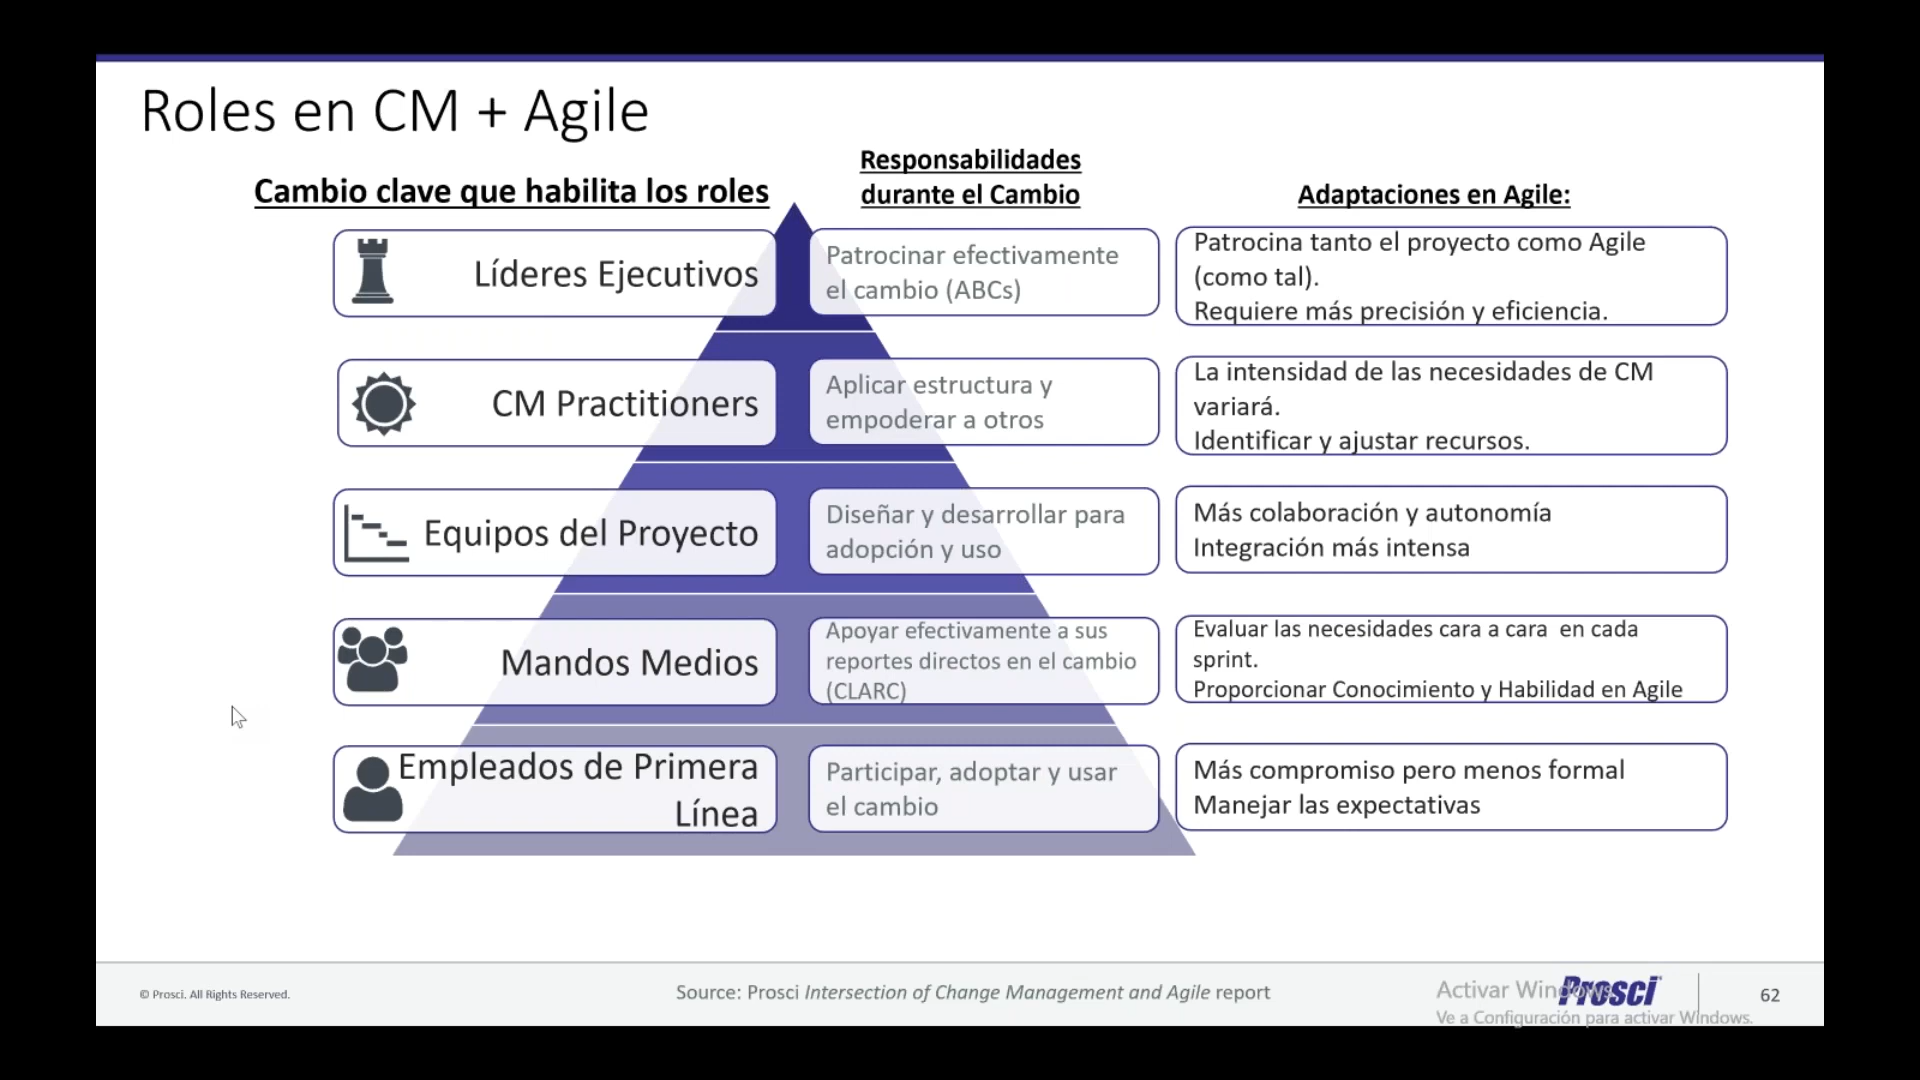 Roles en CM + Agile
Cambio clave que habilita los roles
Responsabilidades
durante el Cambio
Adaptaciones en Agile:
Líderes Ejecutivos
Patrocinar efectivamente
el cambio (ABCs)
Patrocina tanto el proyecto como Agile
(como tal).
Requiere más precisión y eficiencia.
CM Practitioners
Aplicar estructura y
empoderar a otros
La intensidad de las necesidades de CM
variará.
Identificar y ajustar recursos.
Equipos del Proyecto
Diseñar y desarrollar para
adopción y uso
Más colaboración y autonomía
Integración más intensa
Mandos Medios
Apoyar efectivamente a sus
reportes directos en el cambio
(CLARC)
Evaluar las necesidades cara a cara en cada
sprint.
Proporcionar Conocimiento y Habilidad en Agile
Empleados de Primera
Línea
Participar, adoptar y usar
el cambio
Más compromiso pero menos formal
Manejar las expectativas
© Prosci. All Rights Reserved.
Source: Prosci Intersection of Change Management and Agile report
Activar Windows
Prosci
62
Ve a Configuración para activar Windows.